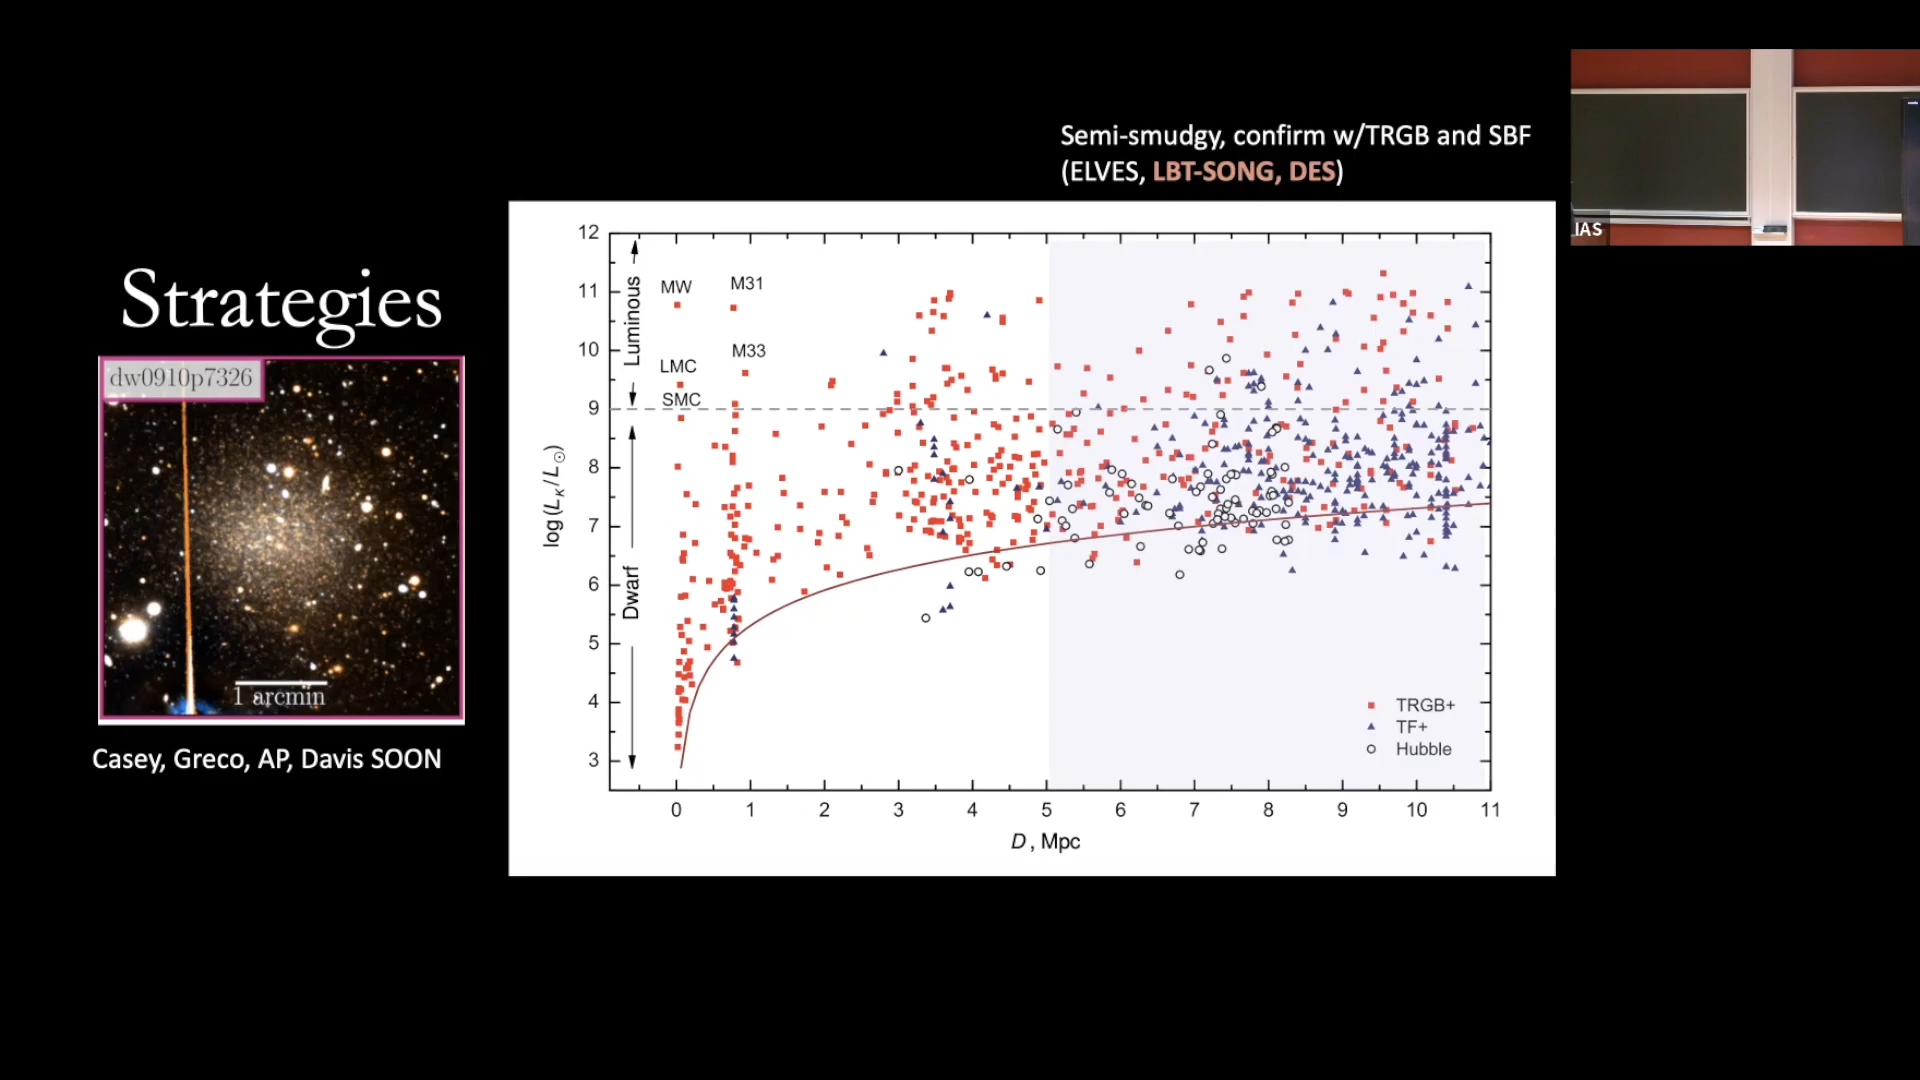 Semi-smudgy, confirm w/TRGB and SBF
(ELVES, LBT-SONG, DES)
IAS
Strategies
dw0910p7326
1 arcmin
Casey, Greco, AP, Davis SOON
12
11
10
9
8
7
6
5
4
3
log (L_K / L_⊙)
Luminous
Dwarf
MW
M31
M33
LMC
SMC
TRGB+
TF+
Hubble
0 1 2 3 4 5 6 7 8 9 10 11
D , Mpc